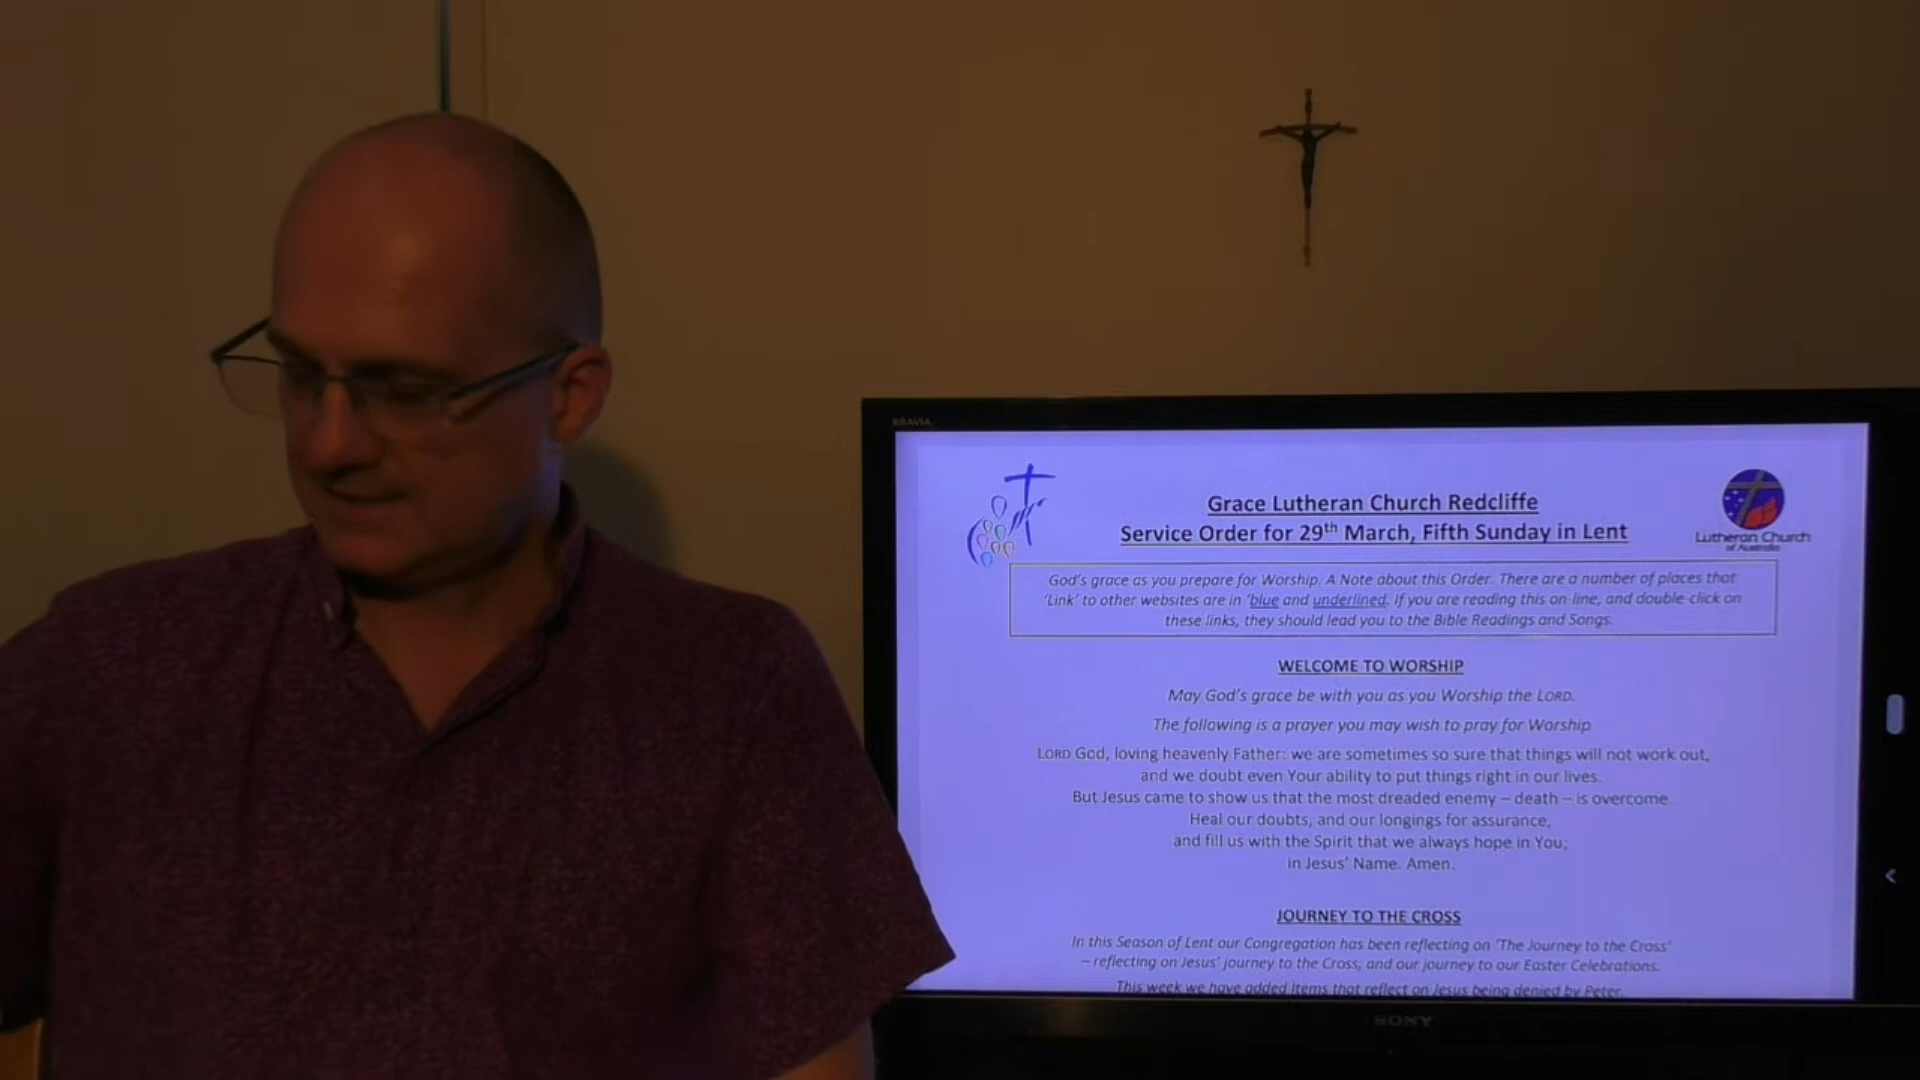 BRAVIA
Grace Lutheran Church Redcliffe
Service Order for 29th March, Fifth Sunday in Lent
Lutheran Church
of Australia
God's grace as you prepare for Worship. A Note about this Order. There are a number of places that
'Link' to other websites are in 'blue and underlined. If you are reading this on-line, and double-click on
these links, they should lead you to the Bible Readings and Songs.
WELCOME TO WORSHIP
May God's grace be with you as you Worship the LORD.
The following is a prayer you may wish to pray for Worship
LORD God, loving heavenly Father: we are sometimes so sure that things will not work out,
and we doubt even Your ability to put things right in our lives.
But Jesus came to show us that the most dreaded enemy – death – is overcome.
Heal our doubts, and our longings for assurance,
and fill us with the Spirit that we always hope in You;
in Jesus' Name. Amen.
JOURNEY TO THE CROSS
In this Season of Lent our Congregation has been reflecting on 'The Journey to the Cross'
– reflecting on Jesus' journey to the Cross, and our journey to our Easter Celebrations.
This week we have added Items that reflect on Jesus being denied by Peter.
SONY